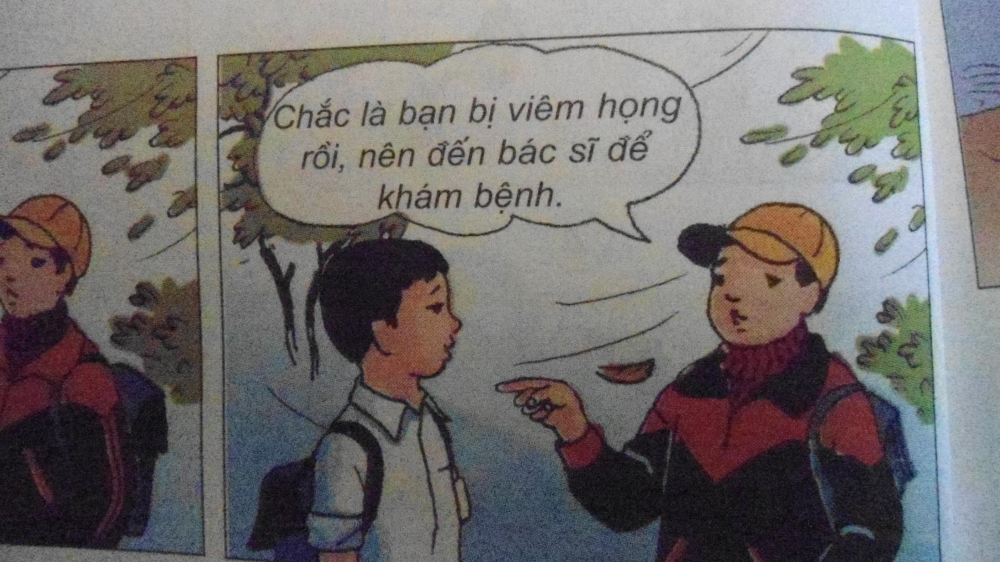 Chắc là bạn bị viêm họng
rồi, nên đến bác sĩ để
khám bệnh.